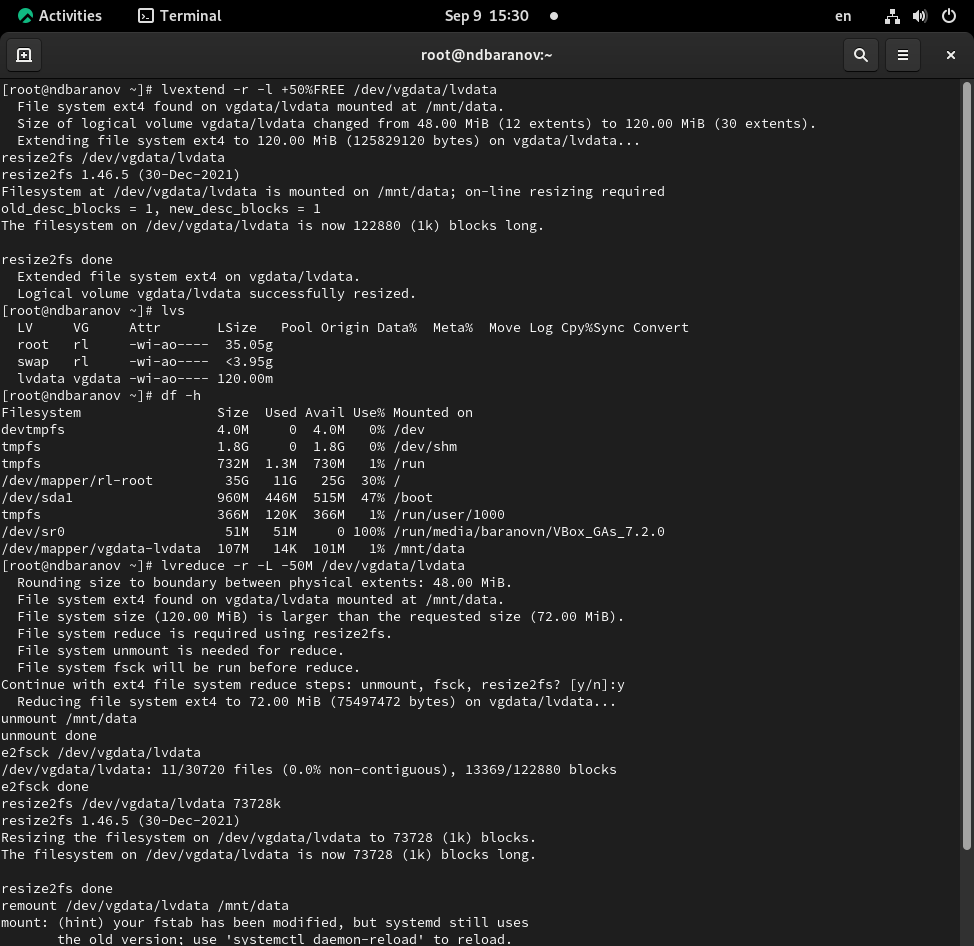 Activities Terminal Sep 9 15:30 en
root@ndbaranov:~
[root@ndbaranov ~]# lvextend -r -l +50%FREE /dev/vgdata/lvdata
  File system ext4 found on vgdata/lvdata mounted at /mnt/data.
  Size of logical volume vgdata/lvdata changed from 48.00 MiB (12 extents) to 120.00 MiB (30 extents).
  Extending file system ext4 to 120.00 MiB (125829120 bytes) on vgdata/lvdata...
resize2fs /dev/vgdata/lvdata
resize2fs 1.46.5 (30-Dec-2021)
Filesystem at /dev/vgdata/lvdata is mounted on /mnt/data; on-line resizing required
old_desc_blocks = 1, new_desc_blocks = 1
The filesystem on /dev/vgdata/lvdata is now 122880 (1k) blocks long.

resize2fs done
  Extended file system ext4 on vgdata/lvdata.
  Logical volume vgdata/lvdata successfully resized.
[root@ndbaranov ~]# lvs
  LV     VG     Attr       LSize   Pool Origin Data%  Meta%  Move Log Cpy%Sync Convert
  root   rl     -wi-ao----  35.05g
  swap   rl     -wi-ao----  <3.95g
  lvdata vgdata -wi-ao---- 120.00m
[root@ndbaranov ~]# df -h
Filesystem                 Size  Used Avail Use% Mounted on
devtmpfs                   4.0M     0  4.0M   0% /dev
tmpfs                      1.8G     0  1.8G   0% /dev/shm
tmpfs                      732M  1.3M  730M   1% /run
/dev/mapper/rl-root         35G   11G   25G  30% /
/dev/sda1                  960M  446M  515M  47% /boot
tmpfs                      366M  120K  366M   1% /run/user/1000
/dev/sr0                    51M   51M     0 100% /run/media/baranovn/VBox_GAs_7.2.0
/dev/mapper/vgdata-lvdata  107M   14K  101M   1% /mnt/data
[root@ndbaranov ~]# lvreduce -r -L -50M /dev/vgdata/lvdata
  Rounding size to boundary between physical extents: 48.00 MiB.
  File system ext4 found on vgdata/lvdata mounted at /mnt/data.
  File system size (120.00 MiB) is larger than the requested size (72.00 MiB).
  File system reduce is required using resize2fs.
  File system unmount is needed for reduce.
  File system fsck will be run before reduce.
Continue with ext4 file system reduce steps: unmount, fsck, resize2fs? [y/n]:y
  Reducing file system ext4 to 72.00 MiB (75497472 bytes) on vgdata/lvdata...
unmount /mnt/data
unmount done
e2fsck /dev/vgdata/lvdata
/dev/vgdata/lvdata: 11/30720 files (0.0% non-contiguous), 13369/122880 blocks
e2fsck done
resize2fs /dev/vgdata/lvdata 73728k
resize2fs 1.46.5 (30-Dec-2021)
Resizing the filesystem on /dev/vgdata/lvdata to 73728 (1k) blocks.
The filesystem on /dev/vgdata/lvdata is now 73728 (1k) blocks long.

resize2fs done
remount /dev/vgdata/lvdata /mnt/data
mount: (hint) your fstab has been modified, but systemd still uses
       the old version; use 'systemctl daemon-reload' to reload.